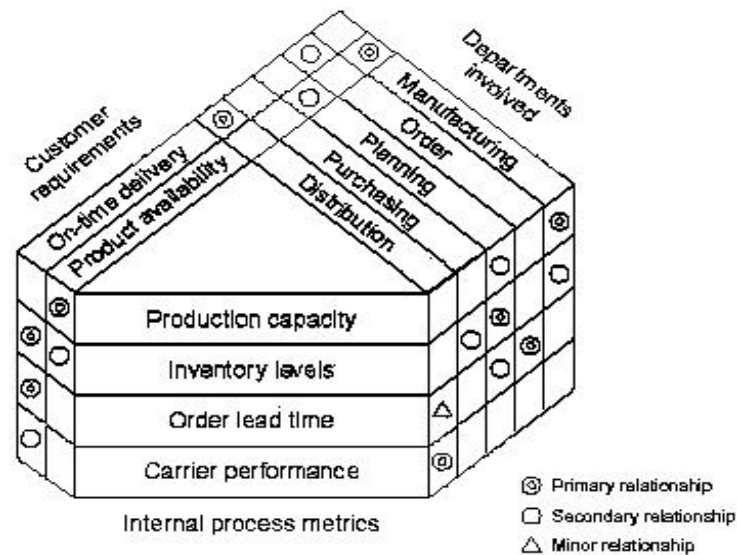 Customer
requirements
Departments
involved
On-time delivery
Product availability
Manufacturing
Order
Planning
Purchasing
Distribution
Production capacity
Inventory levels
Order lead time
Carrier performance
Internal process metrics
Primary relationship
Secondary relationship
Minor relationship